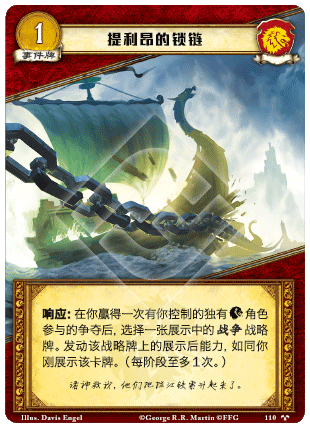 提利昂的锁链
1
事件牌
响应: 在你赢得一次有你控制的独有 角色
参与的争夺后, 选择一张展示中的 战争 战略
牌。发动该战略牌上的展示后能力, 如同你
刚展示该卡牌。(每阶段至多 1 次。)
诸神救我, 他们把拦江铁索升起来了。
Illus. Davis Engel ©George R.R. Martin ©FFG 110